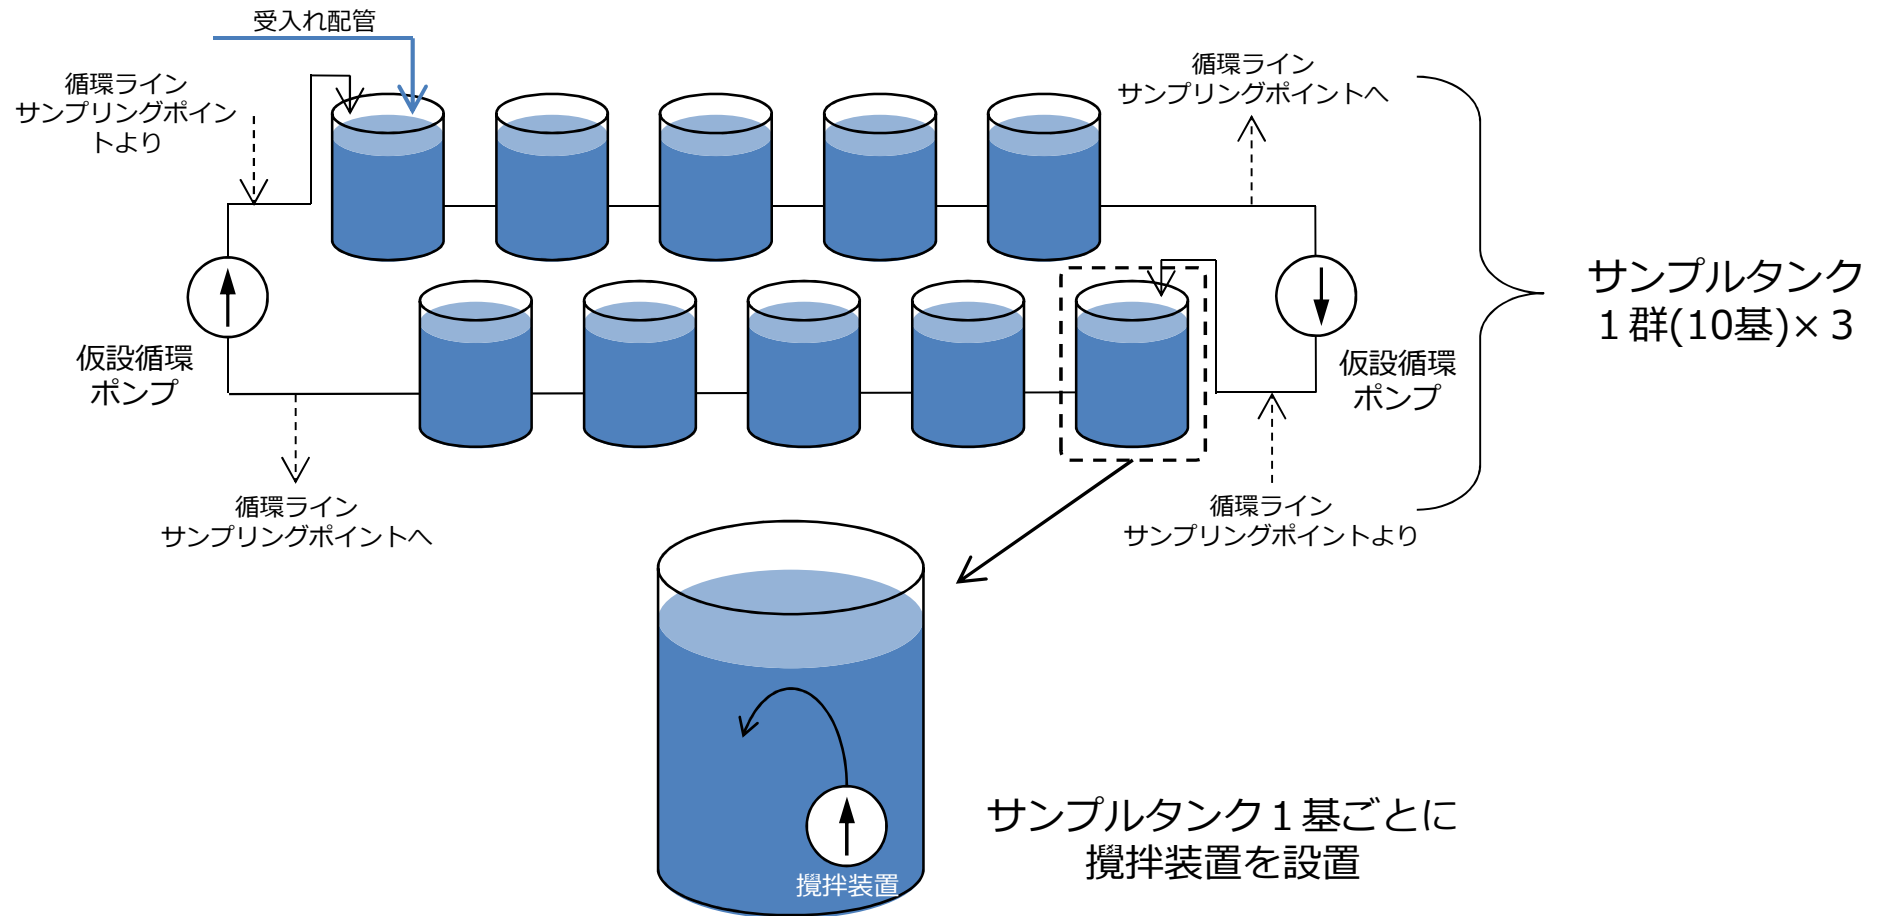 受入れ配管
循環ライン
サンプリングポイン
トより
循環ライン
サンプリングポイントへ
サンプルタンク
１群(10基)×３
仮設循環
ポンプ
仮設循環
ポンプ
循環ライン
サンプリングポイントへ
循環ライン
サンプリングポイントより
サンプルタンク１基ごとに
攪拌装置を設置
攪拌装置